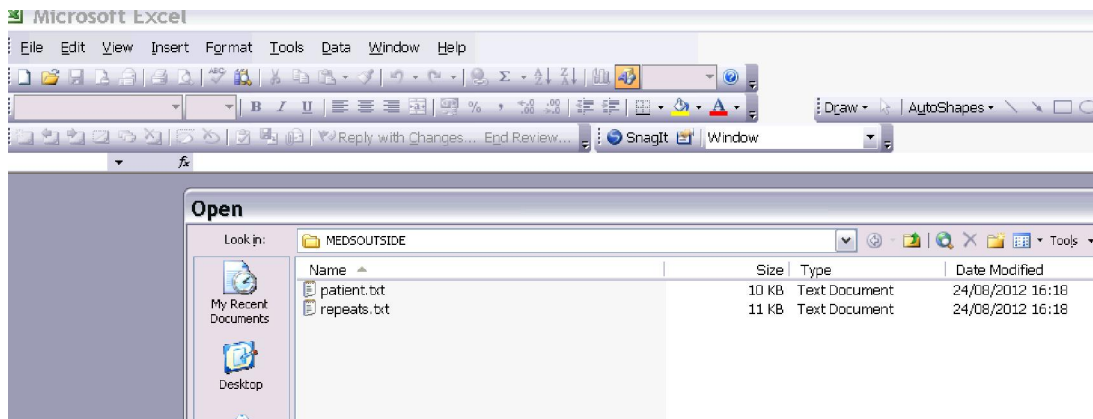 Microsoft Excel
File Edit View Insert Format Tools Data Window Help
Reply with Changes... End Review... SnagIt Window
Draw AutoShapes
fx
Open
Look in: MEDSOUTSIDE Tools
Name Size Type Date Modified
patient.txt 10 KB Text Document 24/08/2012 16:18
repeats.txt 11 KB Text Document 24/08/2012 16:18
My Recent Documents
Desktop